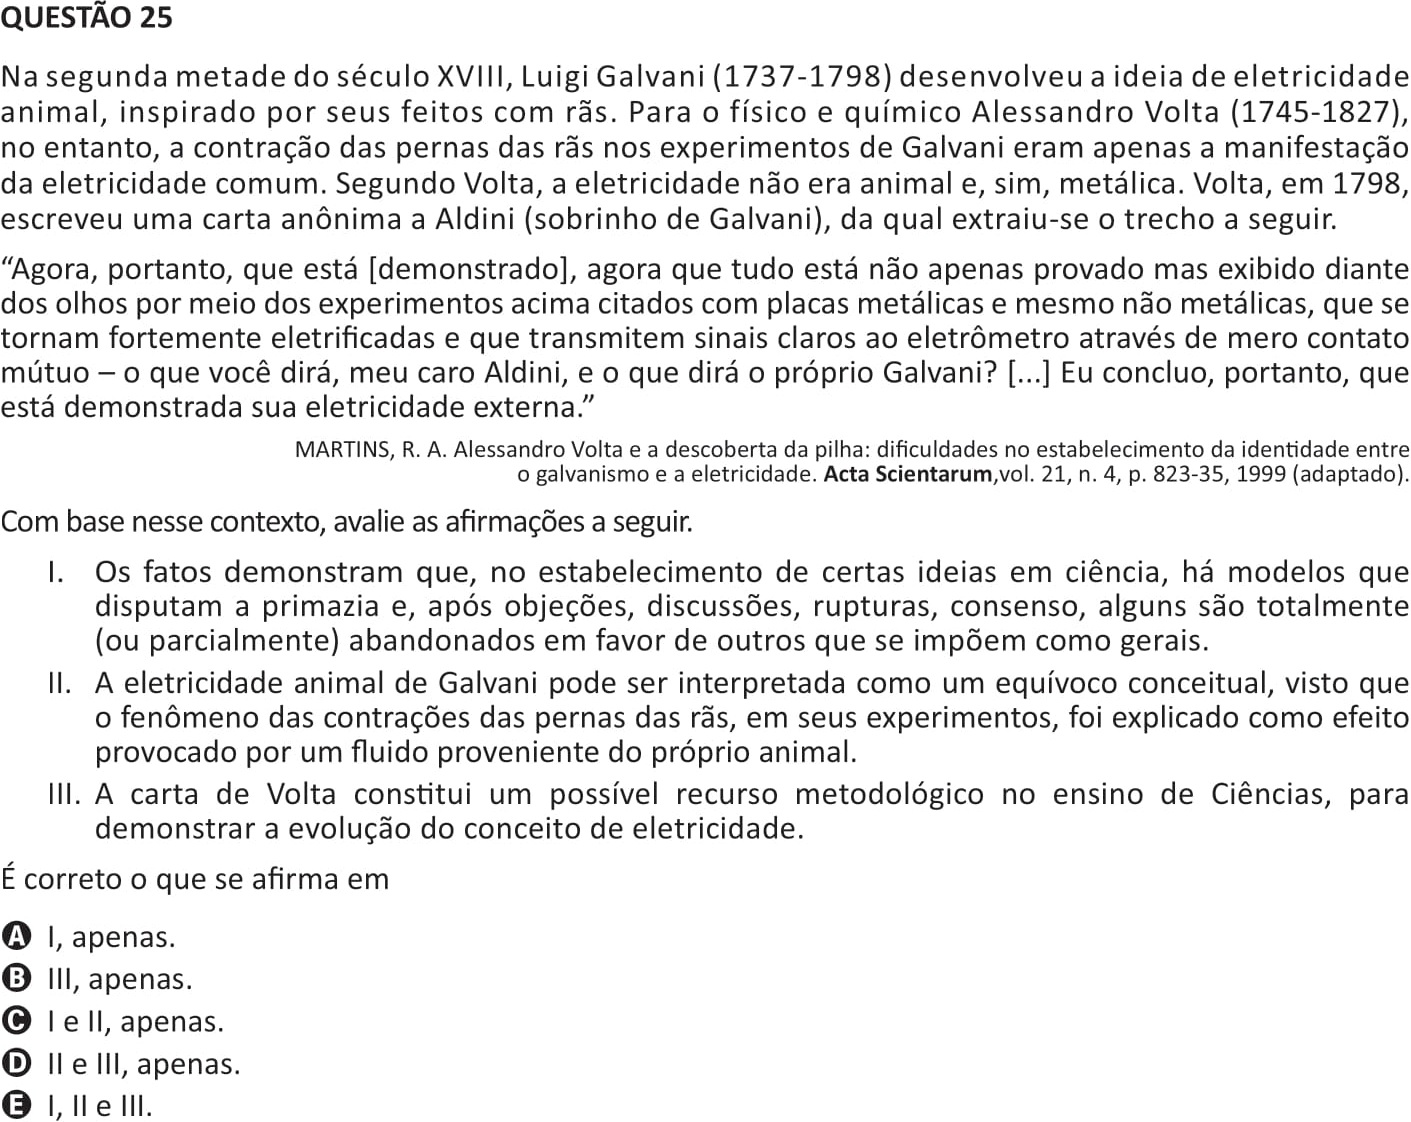 QUESTÃO 25
Na segunda metade do século XVIII, Luigi Galvani (1737-1798) desenvolveu a ideia de eletricidade
animal, inspirado por seus feitos com rãs. Para o físico e químico Alessandro Volta (1745-1827),
no entanto, a contração das pernas das rãs nos experimentos de Galvani eram apenas a manifestação
da eletricidade comum. Segundo Volta, a eletricidade não era animal e, sim, metálica. Volta, em 1798,
escreveu uma carta anônima a Aldini (sobrinho de Galvani), da qual extraiu-se o trecho a seguir.
“Agora, portanto, que está [demonstrado], agora que tudo está não apenas provado mas exibido diante
dos olhos por meio dos experimentos acima citados com placas metálicas e mesmo não metálicas, que se
tornam fortemente eletrificadas e que transmitem sinais claros ao eletrômetro através de mero contato
mútuo – o que você dirá, meu caro Aldini, e o que dirá o próprio Galvani? [...] Eu concluo, portanto, que
está demonstrada sua eletricidade externa.”
MARTINS, R. A. Alessandro Volta e a descoberta da pilha: dificuldades no estabelecimento da identidade entre
o galvanismo e a eletricidade. Acta Scientarum,vol. 21, n. 4, p. 823-35, 1999 (adaptado).
Com base nesse contexto, avalie as afirmações a seguir.
I. Os fatos demonstram que, no estabelecimento de certas ideias em ciência, há modelos que
disputam a primazia e, após objeções, discussões, rupturas, consenso, alguns são totalmente
(ou parcialmente) abandonados em favor de outros que se impõem como gerais.
II. A eletricidade animal de Galvani pode ser interpretada como um equívoco conceitual, visto que
o fenômeno das contrações das pernas das rãs, em seus experimentos, foi explicado como efeito
provocado por um fluido proveniente do próprio animal.
III. A carta de Volta constitui um possível recurso metodológico no ensino de Ciências, para
demonstrar a evolução do conceito de eletricidade.
É correto o que se afirma em
A I, apenas.
B III, apenas.
C I e II, apenas.
D II e III, apenas.
E I, II e III.